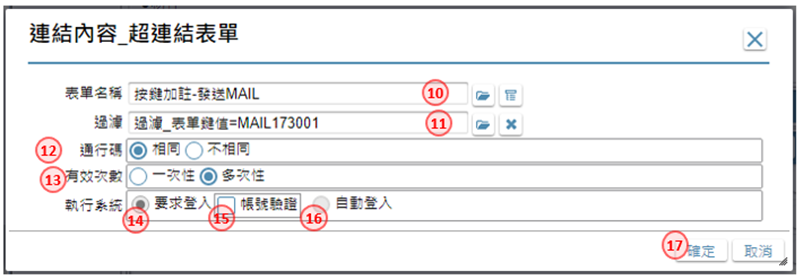 連結內容_超連結表單
表單名稱 按鍵加註-發送MAIL 10
過濾 過濾_表單鍵值=MAIL173001 11
12 通行碼 相同 不相同
13 有效次數 一次性 多次性
執行系統 要求登入 帳號驗證 自動登入
14 15 16
17 確定 取消